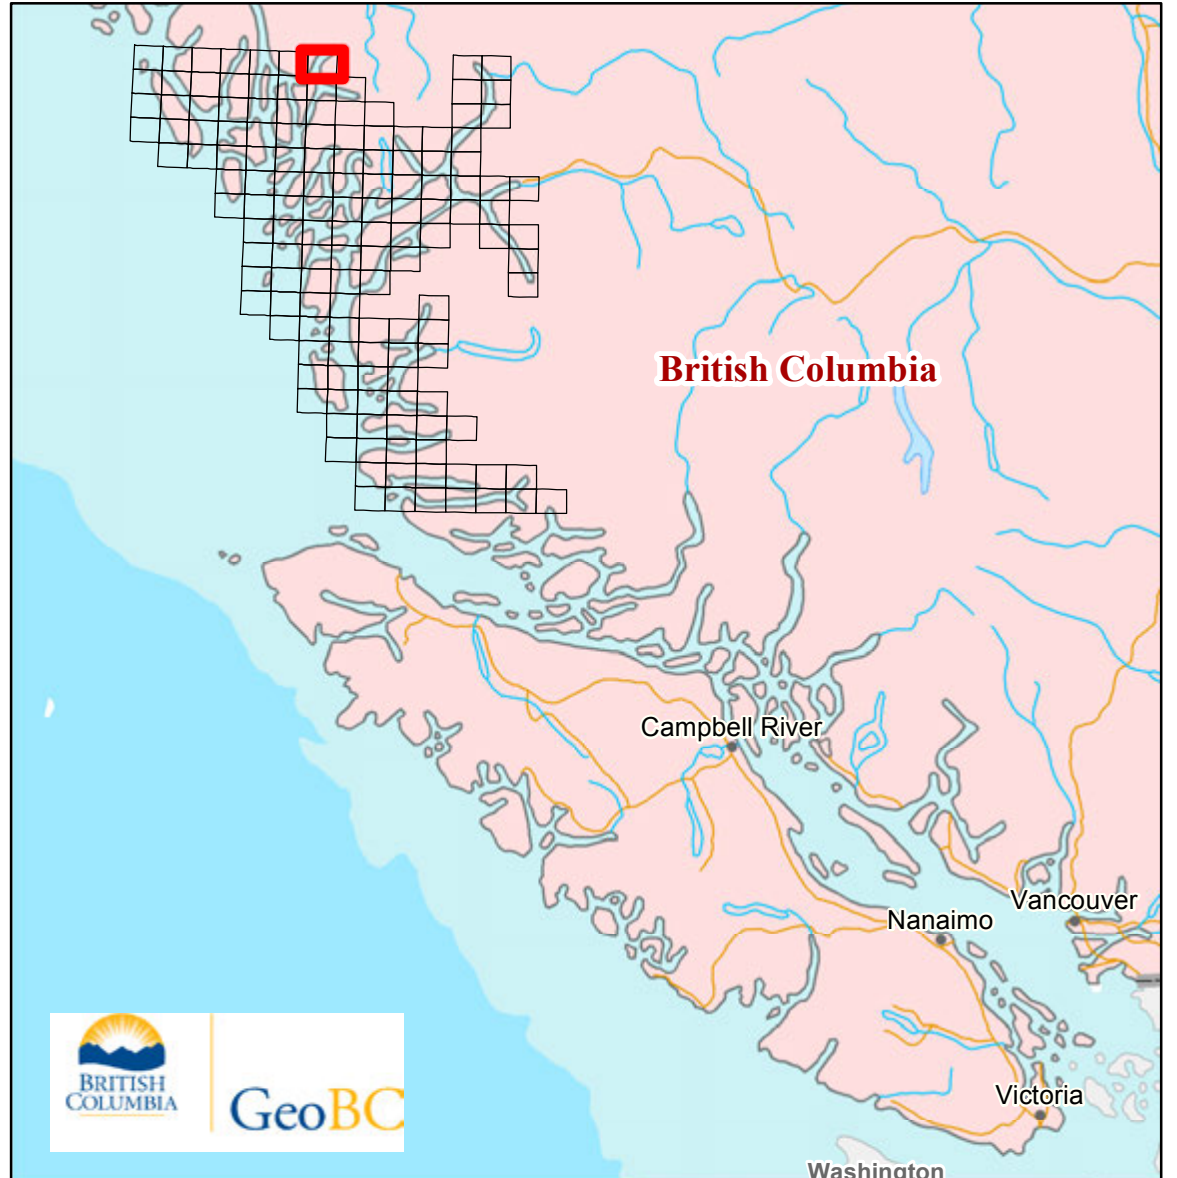 British Columbia
Campbell River
Vancouver
Nanaimo
BRITISH
COLUMBIA
GeoBC
Victoria
Washington